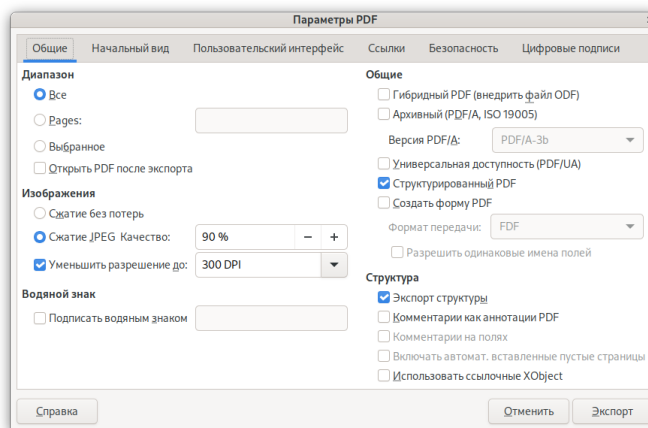 Параметры PDF
Общие Начальный вид Пользовательский интерфейс Ссылки Безопасность Цифровые подписи
Диапазон
Все
Pages:
Выбранное
Открыть PDF после экспорта
Изображения
Сжатие без потерь
Сжатие JPEG Качество: 90 % − +
Уменьшить разрешение до: 300 DPI
Водяной знак
Подписать водяным знаком
Общие
Гибридный PDF (внедрить файл ODF)
Архивный (PDF/A, ISO 19005)
Версия PDF/A: PDF/A-3b
Универсальная доступность (PDF/UA)
Структурированный PDF
Создать форму PDF
Формат передачи: FDF
Разрешить одинаковые имена полей
Структура
Экспорт структуры
Комментарии как аннотации PDF
Комментарии на полях
Включать автомат. вставленные пустые страницы
Использовать ссылочные XObject
Справка Отменить Экспорт